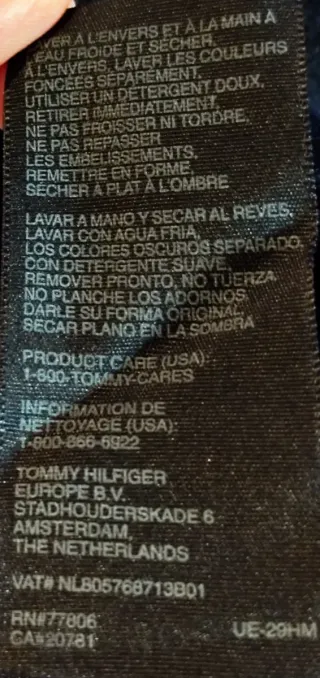 LAVER À L'ENVERS ET À LA MAIN À
L'EAU FROIDE ET SÉCHER
À L'ENVERS, LAVER LES COULEURS
FONCÉES SÉPARÉMENT,
UTILISER UN DÉTERGENT DOUX,
RETIRER IMMÉDIATEMENT,
NE PAS FROISSER NI TORDRE,
NE PAS REPASSER
LES EMBELISSEMENTS,
REMETTRE EN FORME,
SÉCHER À PLAT À L'OMBRE
LAVAR A MANO Y SECAR AL REVÉS,
LAVAR CON AGUA FRIA,
LOS COLORES OSCUROS SEPARADO,
CON DETERGENTE SUAVE,
REMOVER PRONTO, NO TUERZA
NO PLANCHE LOS ADORNOS,
DARLE SU FORMA ORIGINAL,
SECAR PLANO EN LA SOMBRA
PRODUCT CARE (USA):
1-800-TOMMY-CARES
INFORMATION DE
NETTOYAGE (USA):
1-800-866-6922
TOMMY HILFIGER
EUROPE B.V.
STADHOUDERSKADE 6
AMSTERDAM,
THE NETHERLANDS
VAT# NL805768713B01
RN#77806
CA#20781
UE-29HM